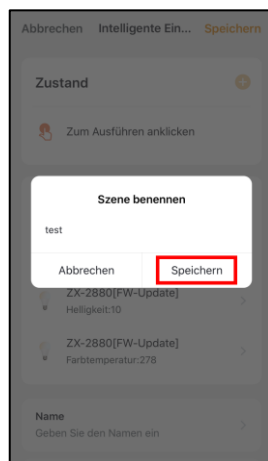 Abbrechen Intelligente Ein... Speichern
Zustand
Zum Ausführen anklicken
Szene benennen
test
Abbrechen Speichern
ZX-2880[FW-Update]
Helligkeit:10
ZX-2880[FW-Update]
Farbtemperatur:278
Name
Geben Sie den Namen ein